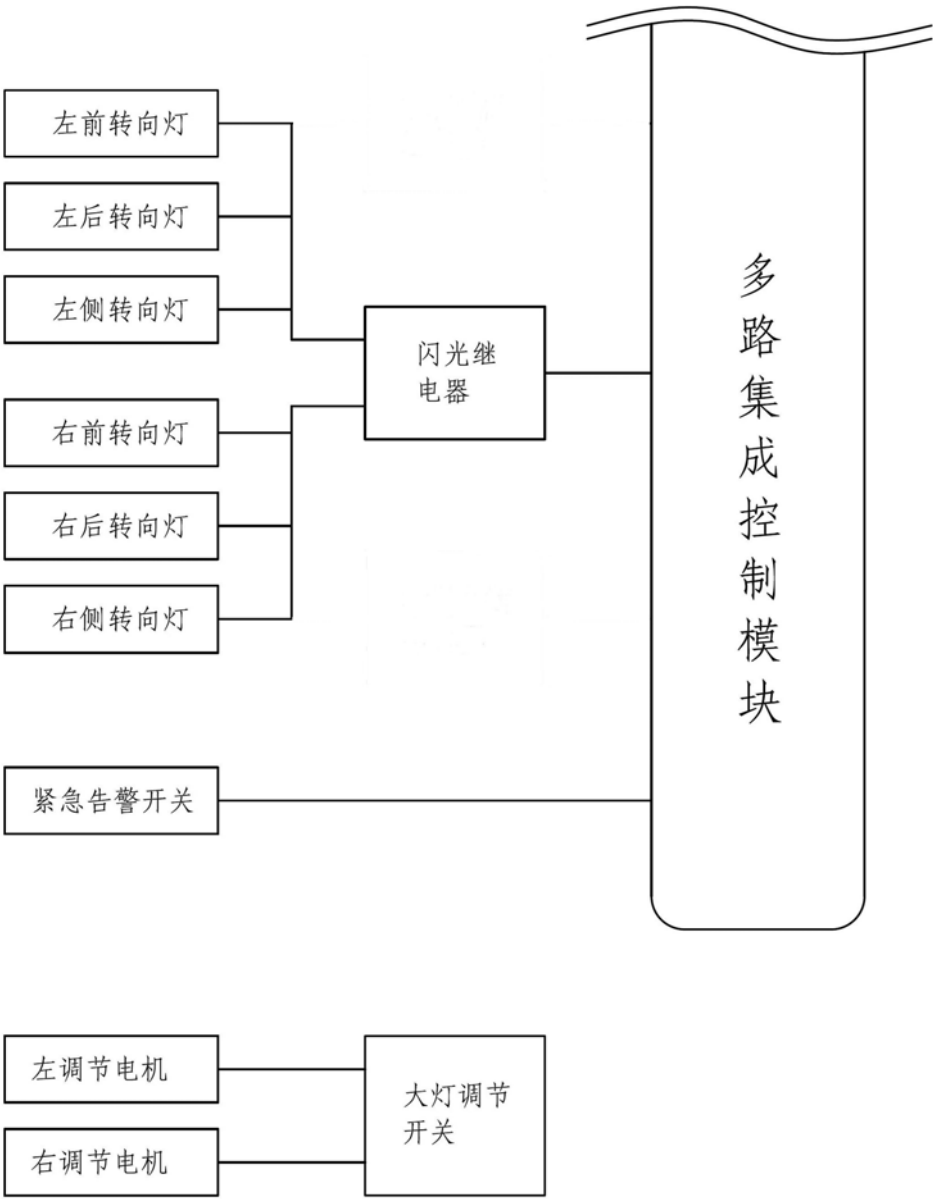 左前转向灯
左后转向灯
左侧转向灯
闪光继
电器
右前转向灯
右后转向灯
右侧转向灯
多路集成控制模块
紧急告警开关
左调节电机
大灯调节
开关
右调节电机